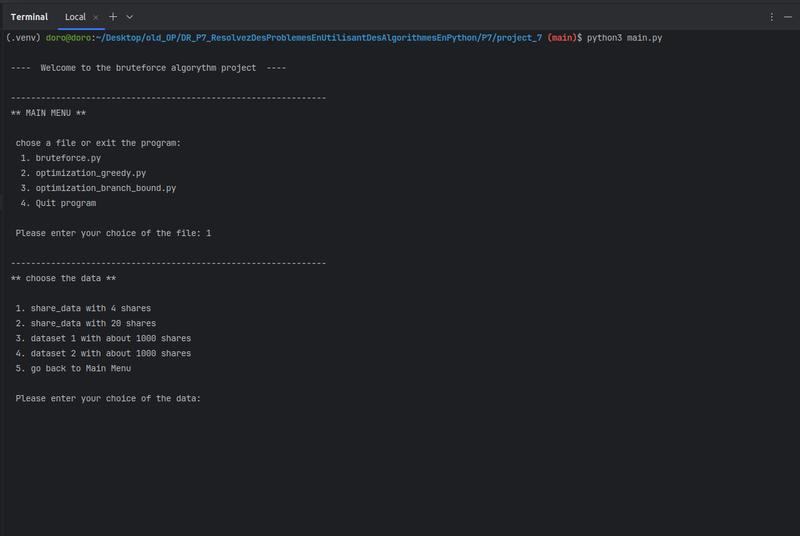 Terminal Local
(.venv) doro@doro:~/Desktop/old_OP/DR_P7_ResolvezDesProblemesEnUtilisantDesAlgorithmesEnPython/P7/project_7 (main)$ python3 main.py
---- Welcome to the bruteforce algorythm project ----
---------------------------------------------------------------
** MAIN MENU **
chose a file or exit the program:
1. bruteforce.py
2. optimization_greedy.py
3. optimization_branch_bound.py
4. Quit program
Please enter your choice of the file: 1
---------------------------------------------------------------
** choose the data **
1. share_data with 4 shares
2. share_data with 20 shares
3. dataset 1 with about 1000 shares
4. dataset 2 with about 1000 shares
5. go back to Main Menu
Please enter your choice of the data: